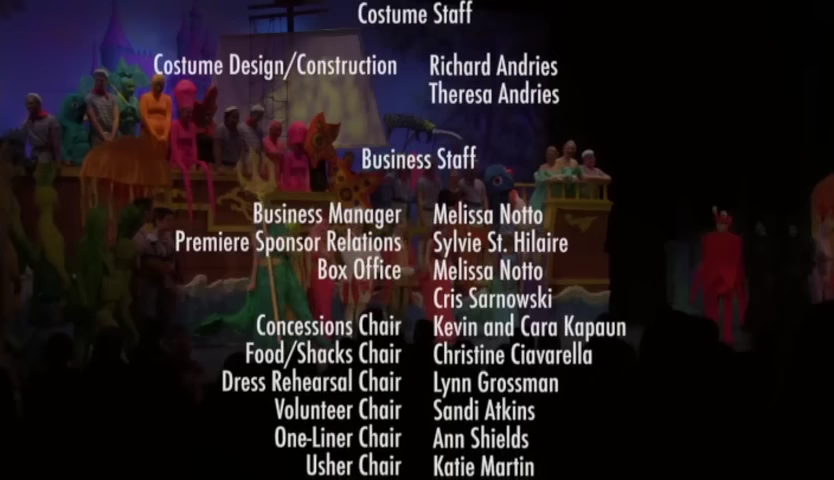 Costume Staff
Costume Design/Construction Richard Andries
Theresa Andries
Business Staff
Business Manager Melissa Notto
Premiere Sponsor Relations Sylvie St. Hilaire
Box Office Melissa Notto
Cris Sarnowski
Concessions Chair Kevin and Cara Kapaun
Food/Shacks Chair Christine Ciavarella
Dress Rehearsal Chair Lynn Grossman
Volunteer Chair Sandi Atkins
One-Liner Chair Ann Shields
Usher Chair Katie Martin